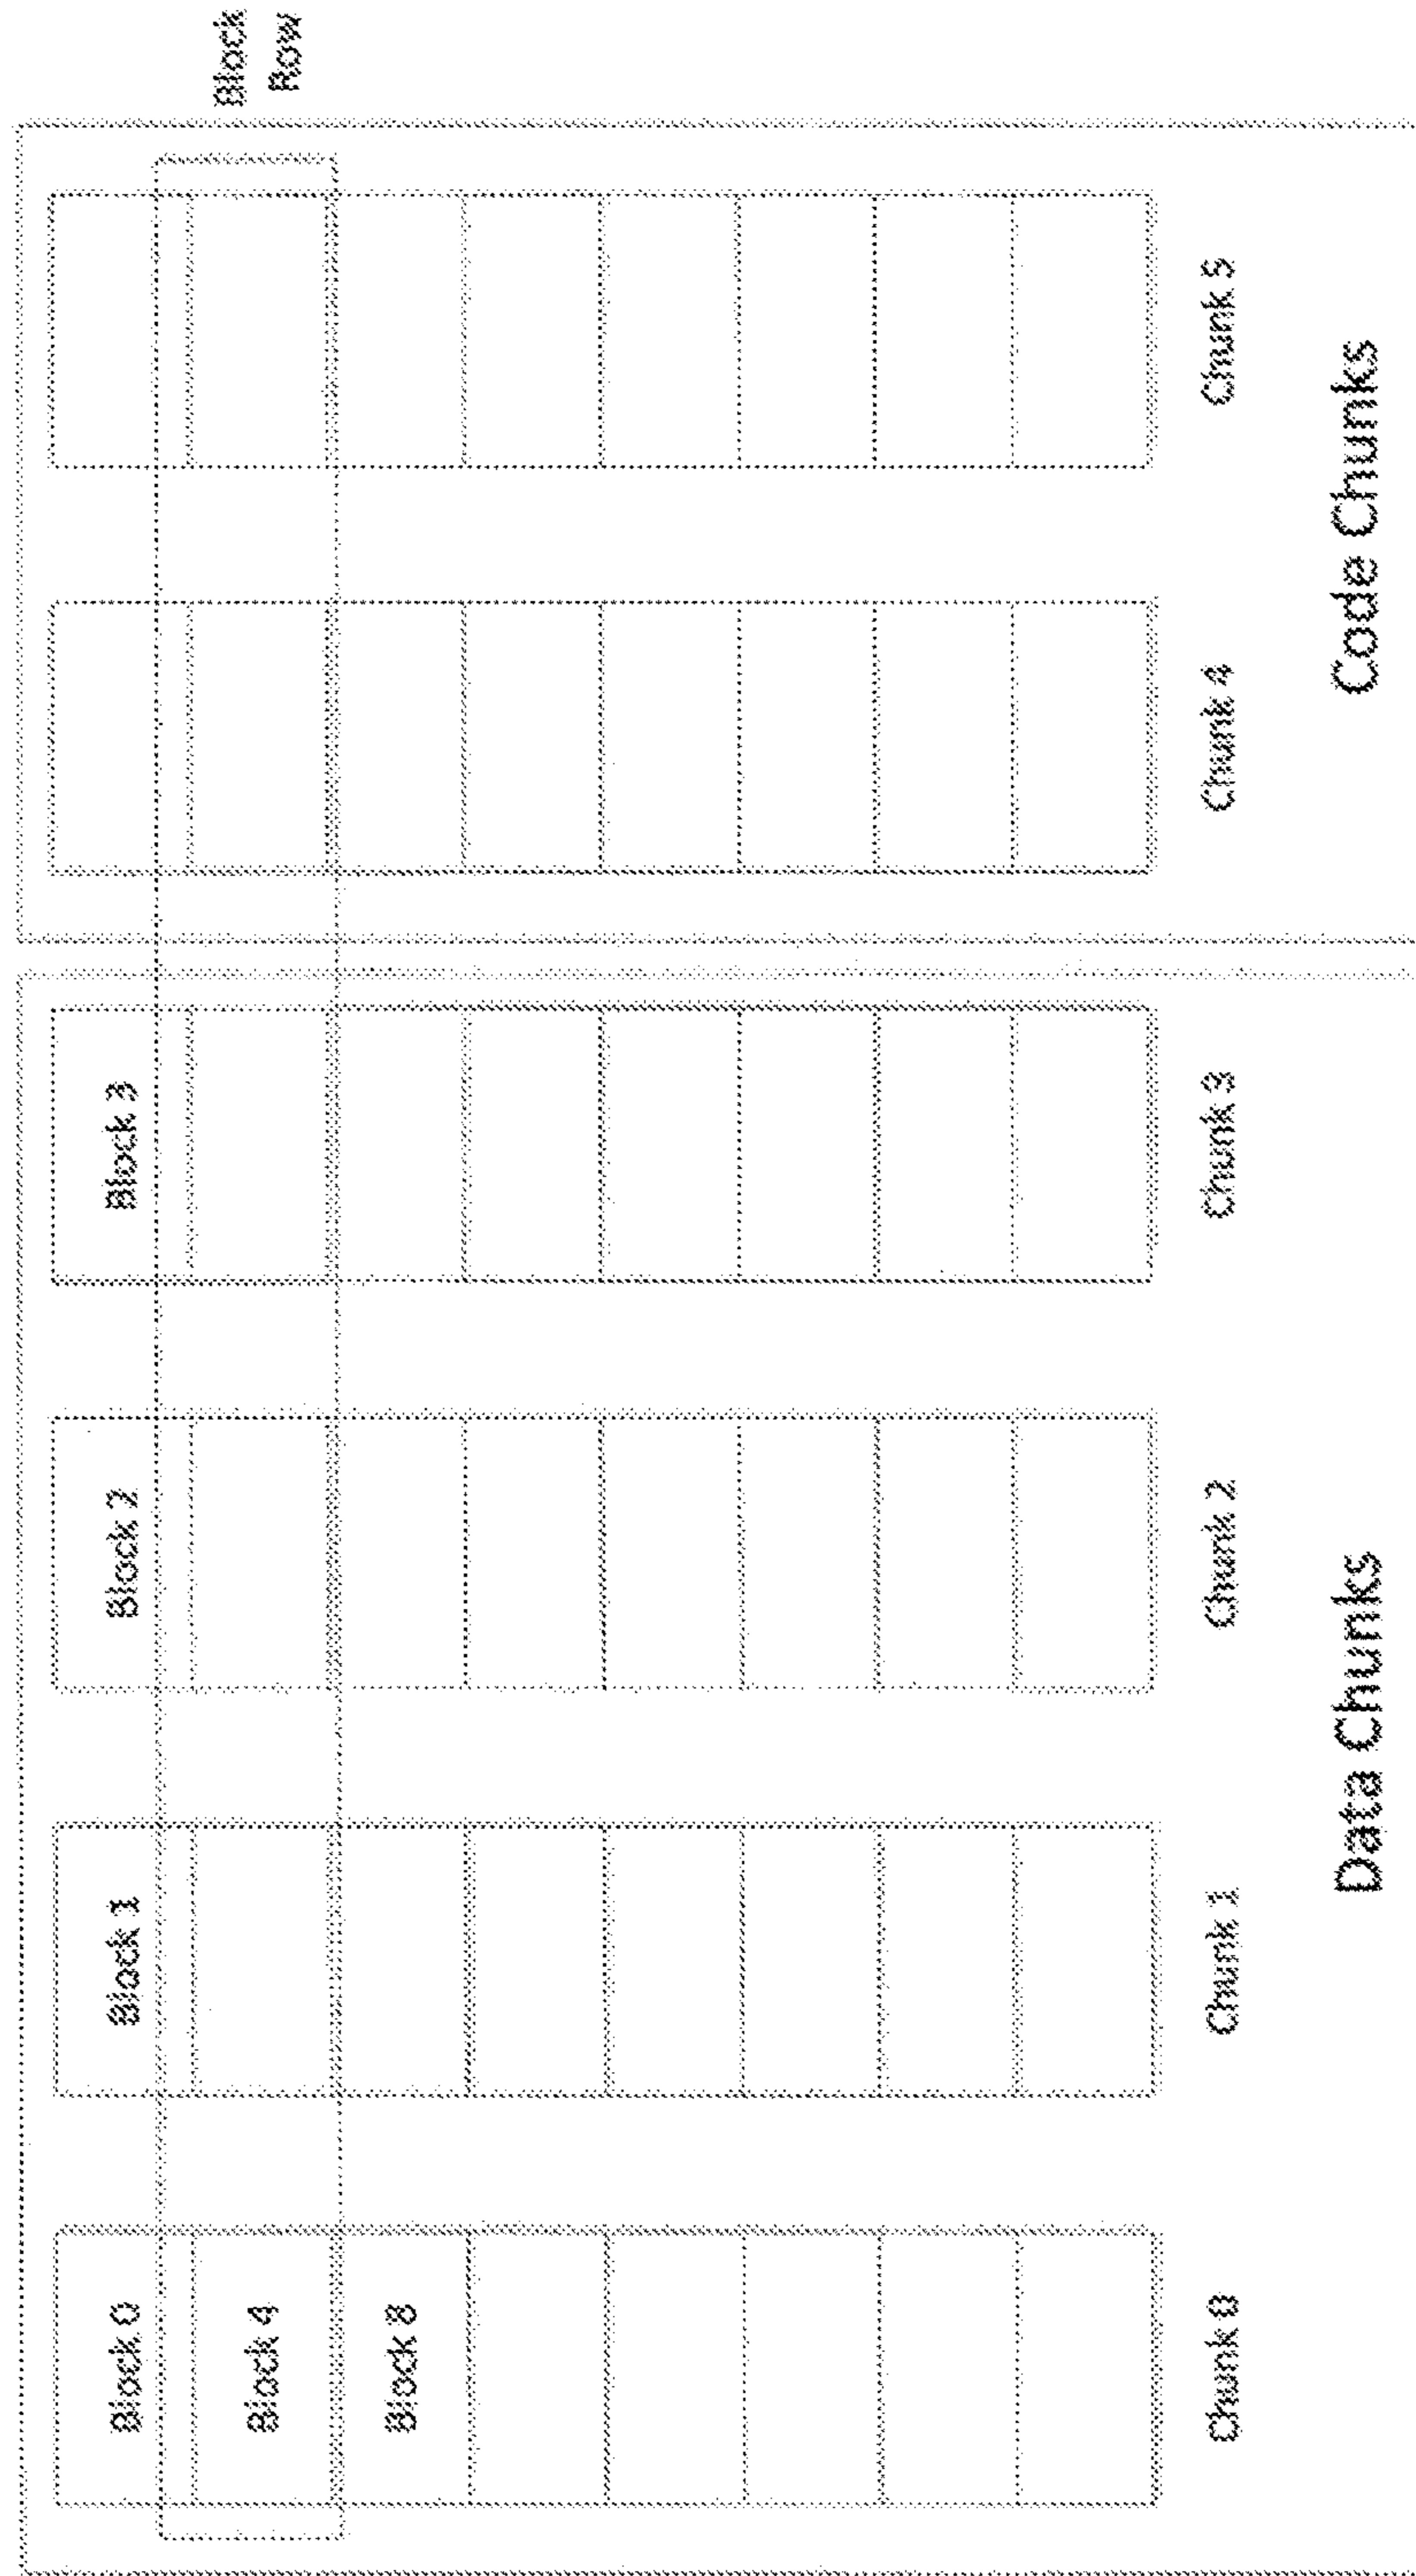 Block 0
Block 1
Block 2
Block 3
Block 4
Block 8
Block
Row
Chunk 0
Chunk 1
Chunk 2
Chunk 3
Chunk 4
Chunk 5
Data Chunks
Code Chunks